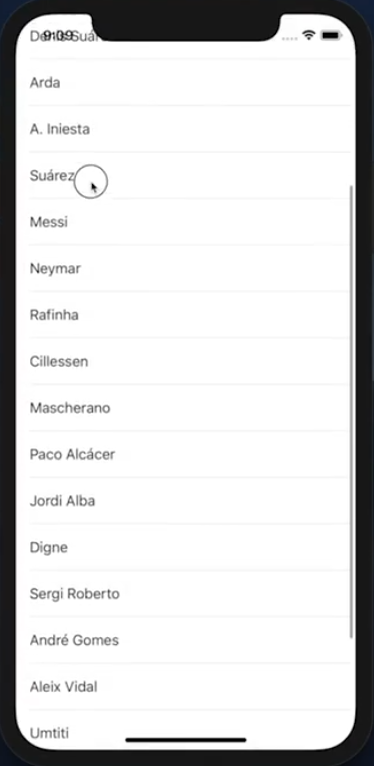 9:09
Denis Suár
Arda
A. Iniesta
Suárez
Messi
Neymar
Rafinha
Cillessen
Mascherano
Paco Alcácer
Jordi Alba
Digne
Sergi Roberto
André Gomes
Aleix Vidal
Umtiti